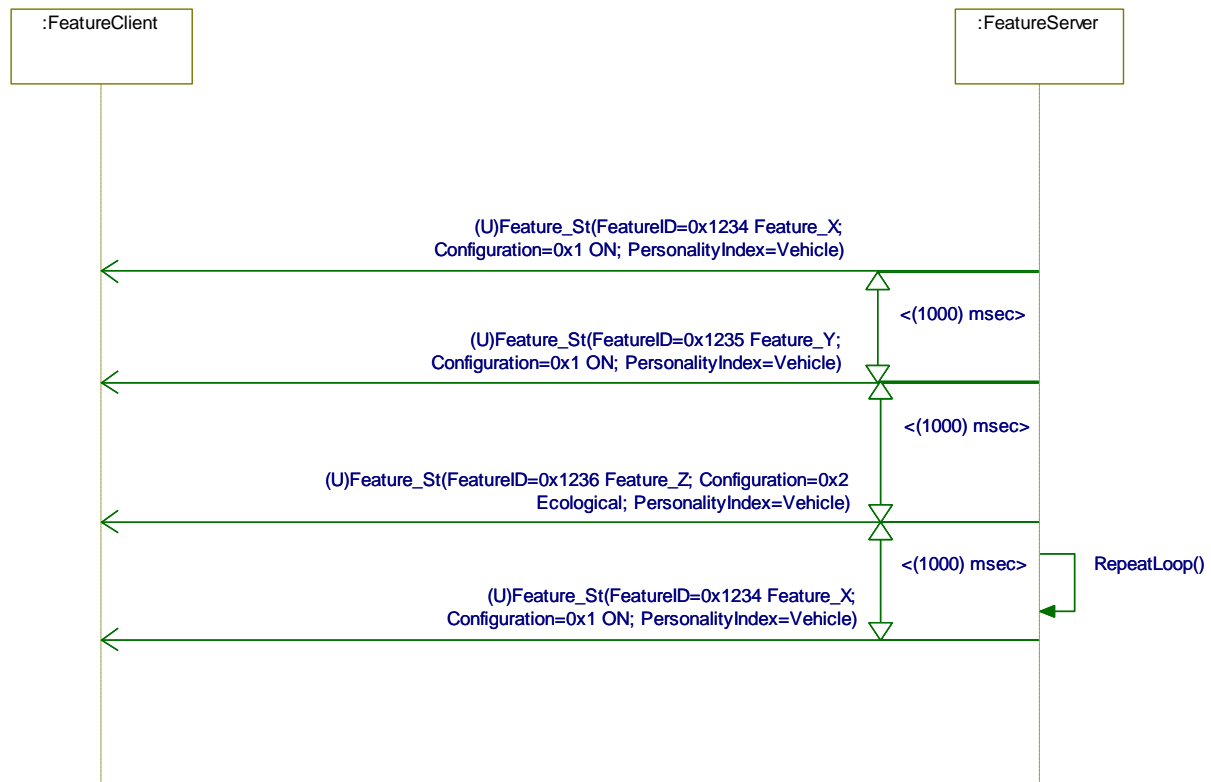 :FeatureClient
:FeatureServer
(U)Feature_St(FeatureID=0x1234 Feature_X;
Configuration=0x1 ON; PersonalityIndex=Vehicle)
<(1000) msec>
(U)Feature_St(FeatureID=0x1235 Feature_Y;
Configuration=0x1 ON; PersonalityIndex=Vehicle)
<(1000) msec>
(U)Feature_St(FeatureID=0x1236 Feature_Z; Configuration=0x2
Ecological; PersonalityIndex=Vehicle)
<(1000) msec>
RepeatLoop()
(U)Feature_St(FeatureID=0x1234 Feature_X;
Configuration=0x1 ON; PersonalityIndex=Vehicle)